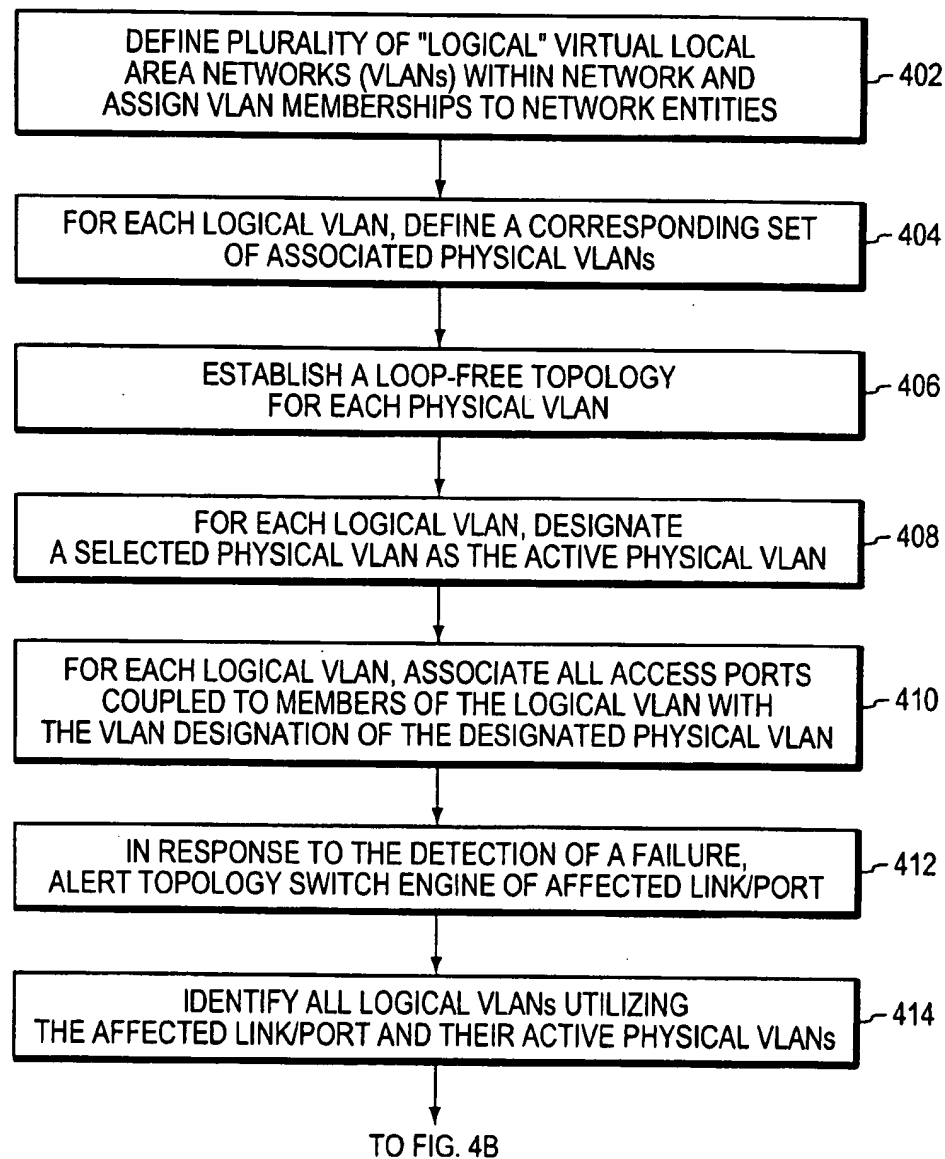 DEFINE PLURALITY OF "LOGICAL" VIRTUAL LOCAL
AREA NETWORKS (VLANs) WITHIN NETWORK AND
ASSIGN VLAN MEMBERSHIPS TO NETWORK ENTITIES
402
FOR EACH LOGICAL VLAN, DEFINE A CORRESPONDING SET
OF ASSOCIATED PHYSICAL VLANs
404
ESTABLISH A LOOP-FREE TOPOLOGY
FOR EACH PHYSICAL VLAN
406
FOR EACH LOGICAL VLAN, DESIGNATE
A SELECTED PHYSICAL VLAN AS THE ACTIVE PHYSICAL VLAN
408
FOR EACH LOGICAL VLAN, ASSOCIATE ALL ACCESS PORTS
COUPLED TO MEMBERS OF THE LOGICAL VLAN WITH
THE VLAN DESIGNATION OF THE DESIGNATED PHYSICAL VLAN
410
IN RESPONSE TO THE DETECTION OF A FAILURE,
ALERT TOPOLOGY SWITCH ENGINE OF AFFECTED LINK/PORT
412
IDENTIFY ALL LOGICAL VLANs UTILIZING
THE AFFECTED LINK/PORT AND THEIR ACTIVE PHYSICAL VLANs
414
TO FIG. 4B